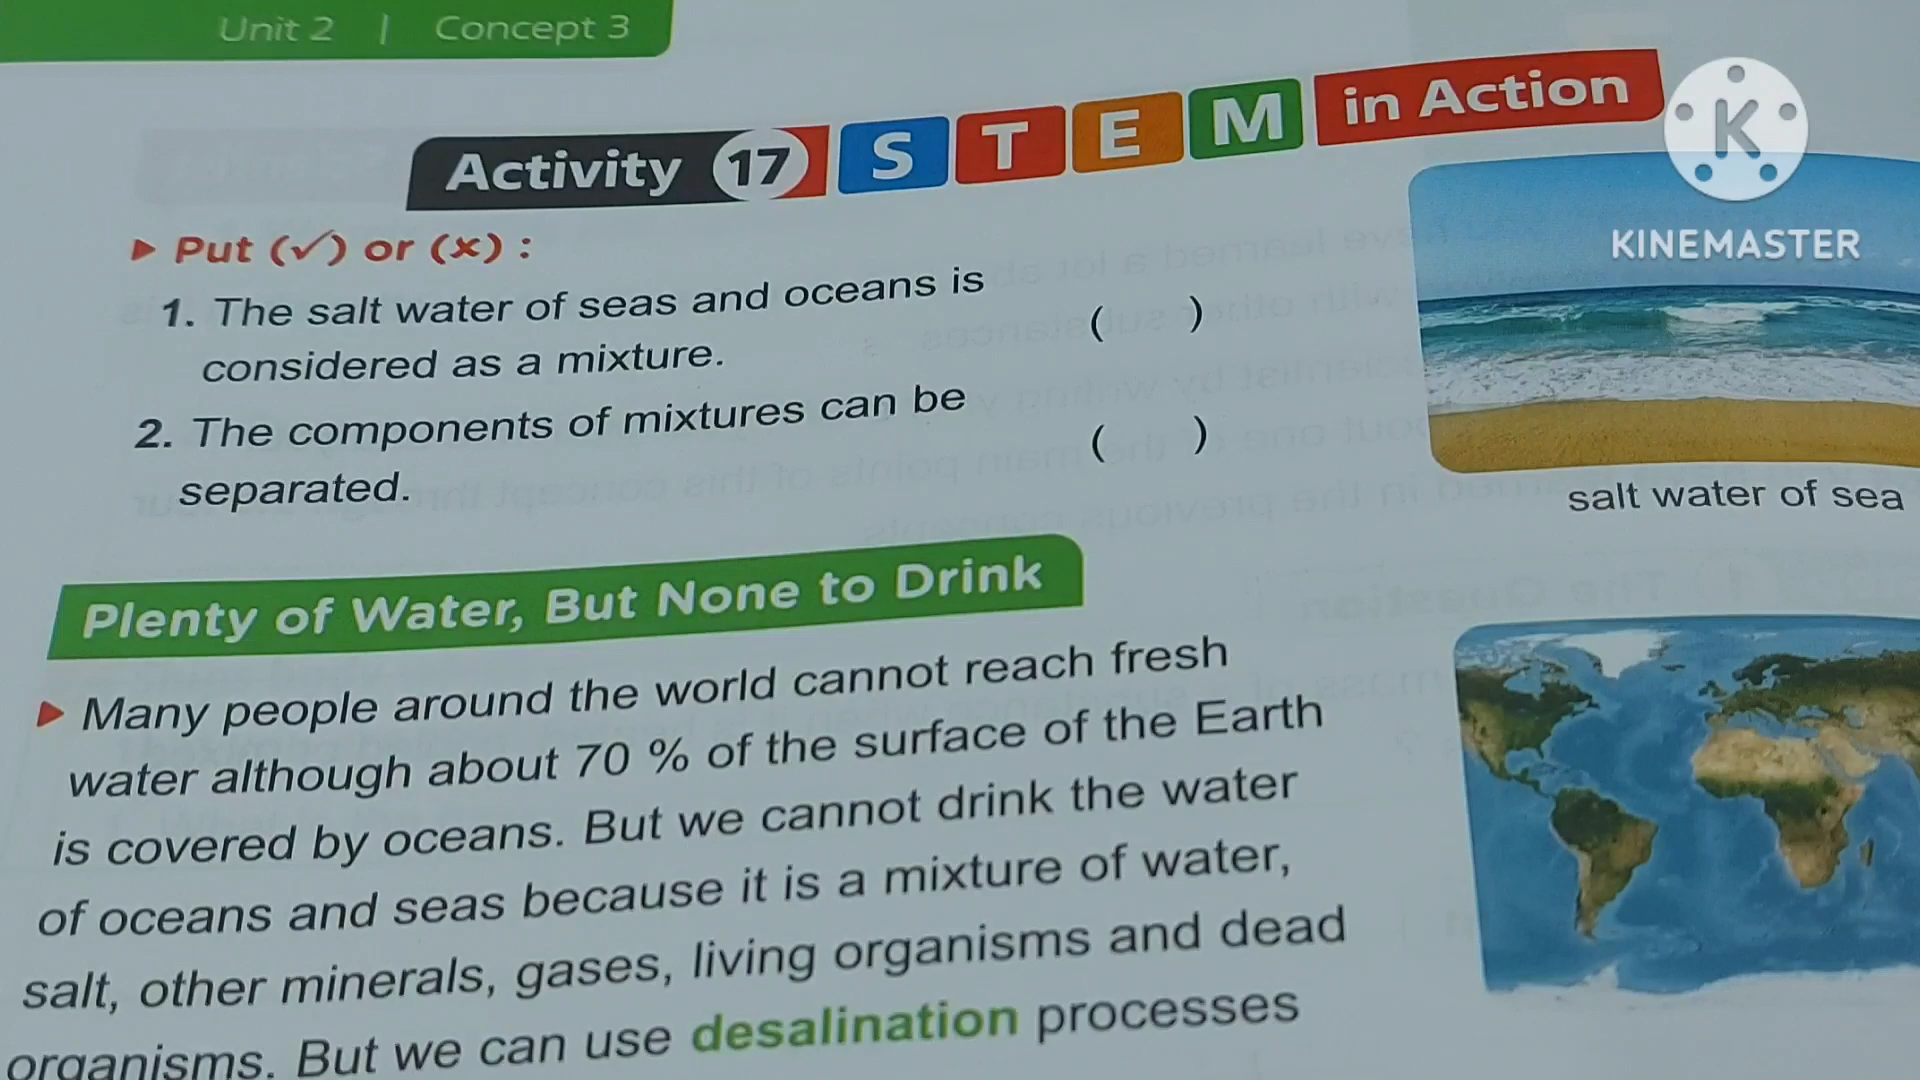 Unit 2 | Concept 3
Activity 17 STEM in Action
K
KINEMASTER
Put (✓) or (x) :
1. The salt water of seas and oceans is
considered as a mixture. ( )
2. The components of mixtures can be
separated. ( )
salt water of sea
Plenty of Water, But None to Drink
Many people around the world cannot reach fresh
water although about 70 % of the surface of the Earth
is covered by oceans. But we cannot drink the water
of oceans and seas because it is a mixture of water,
salt, other minerals, gases, living organisms and dead
organisms. But we can use desalination processes